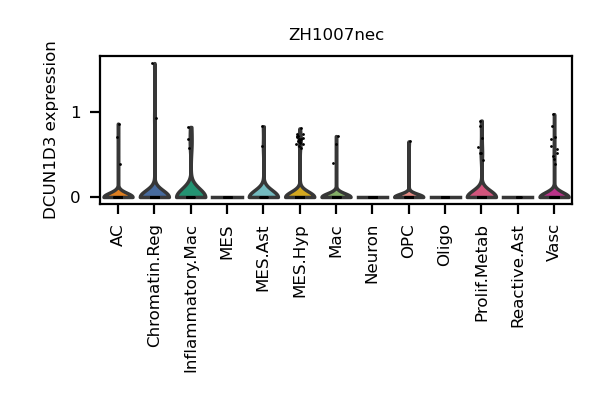 ZH1007nec
DCUN1D3 expression
1
0
AC
Chromatin.Reg
Inflammatory.Mac
MES
MES.Ast
MES.Hyp
Mac
Neuron
OPC
Oligo
Prolif.Metab
Reactive.Ast
Vasc